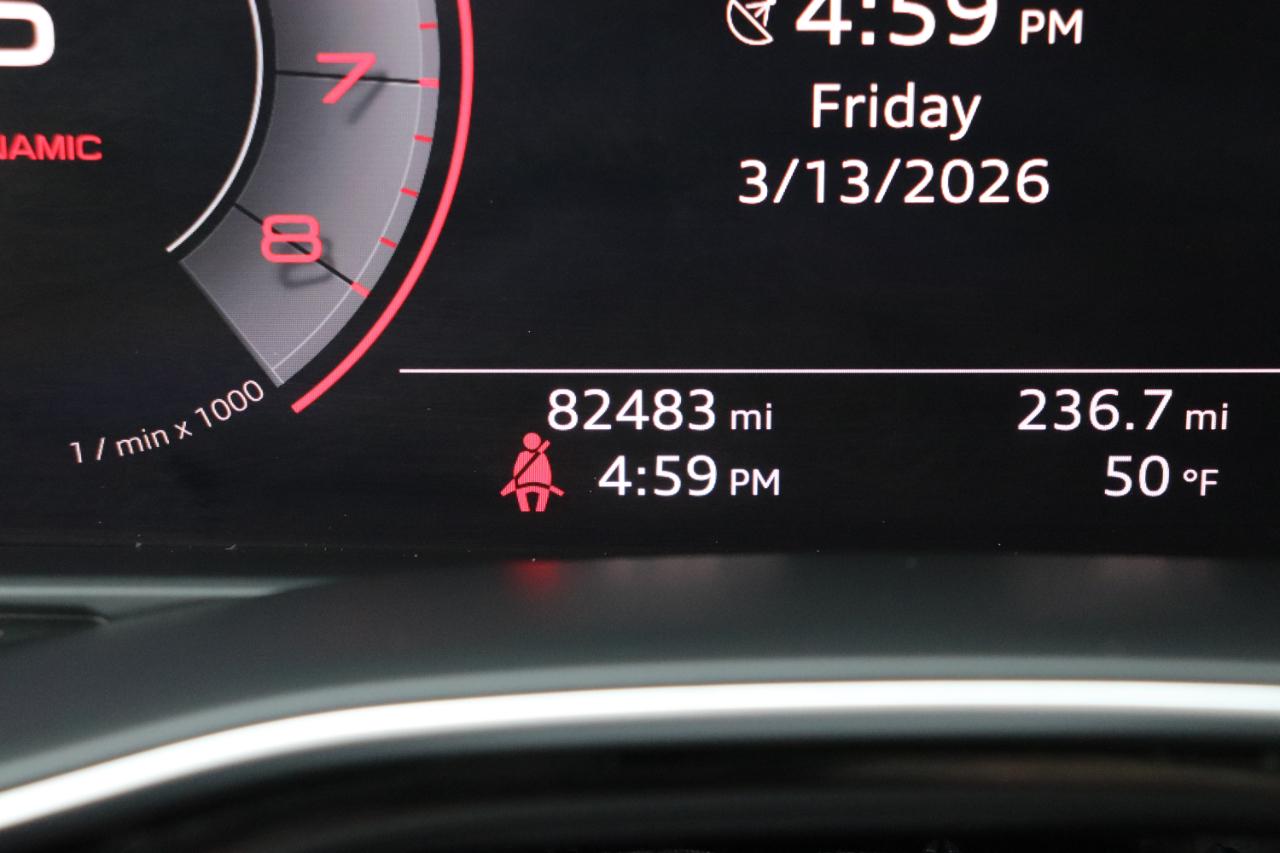 4:59 PM
Friday
3/13/2026
7
8
1 / min x 1000
82483 mi
236.7 mi
4:59 PM
50 °F